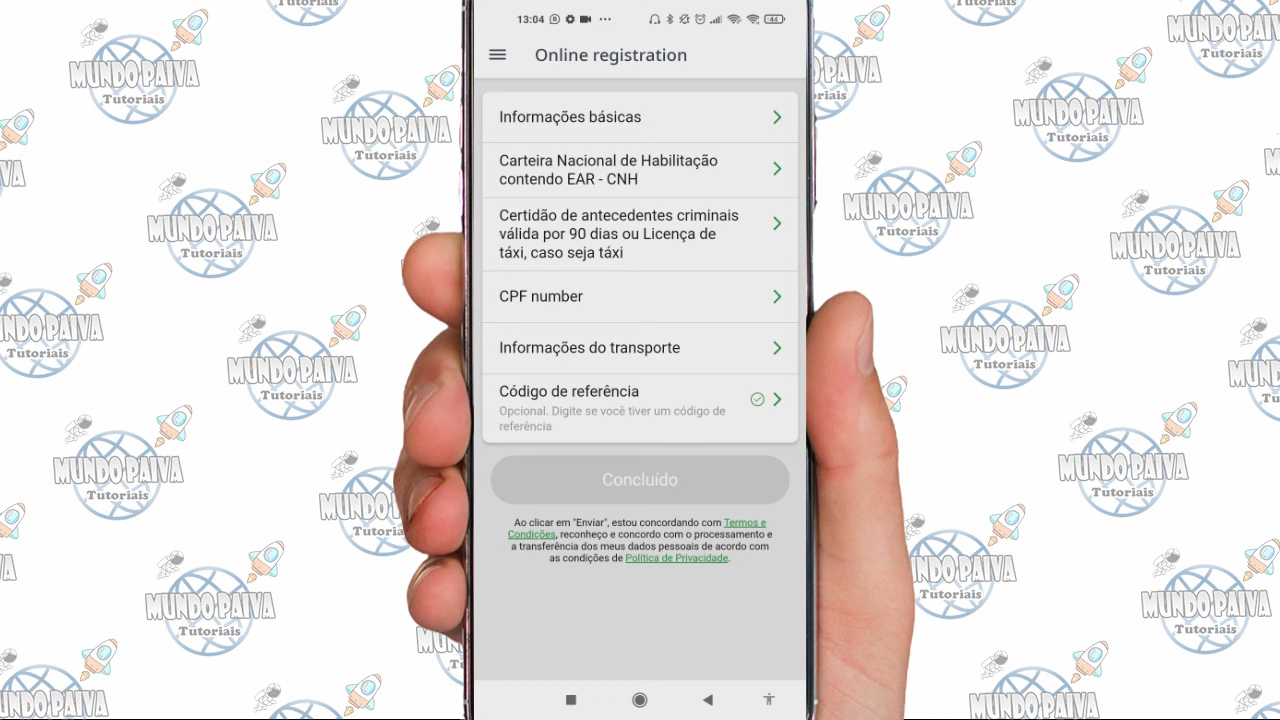 13:04
44
Online registration
Informações básicas
Carteira Nacional de Habilitação
contendo EAR - CNH
Certidão de antecedentes criminais
válida por 90 dias ou Licença de
táxi, caso seja táxi
CPF number
Informações do transporte
Código de referência
Opcional. Digite se você tiver um código de
referência
Concluído
Ao clicar em "Enviar", estou concordando com Termos e
Condições, reconheço e concordo com o processamento e
a transferência dos meus dados pessoais de acordo com
as condições de Política de Privacidade.
MUNDO PAIVA
Tutoriais